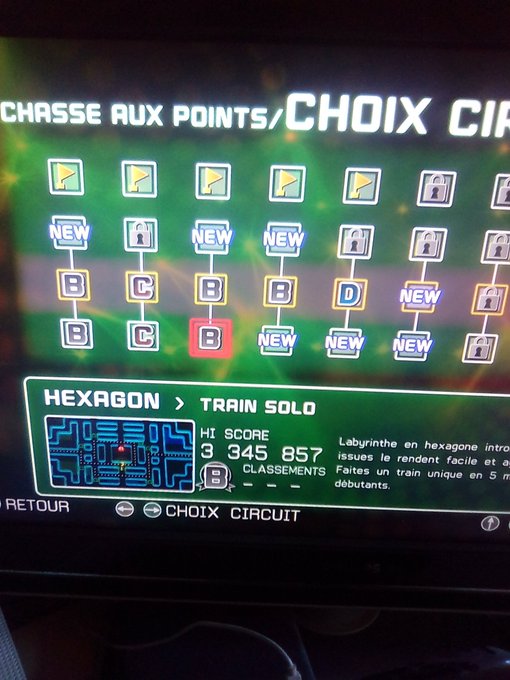 CHASSE AUX POINTS/CHOIX CIR
NEW NEW NEW
B C B B D NEW
B C B NEW NEW NEW
HEXAGON > TRAIN SOLO
HI SCORE
3 345 857
B CLASSEMENTS
– – –
Labyrinthe en hexagone intro
issues le rendent facile et a
Faites un train unique en 5 m
débutants.
RETOUR ← → CHOIX CIRCUIT ↑